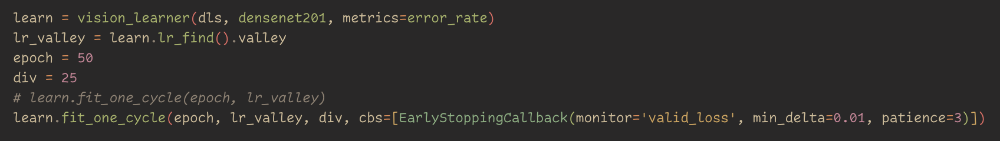 learn = vision_learner(dls, densenet201, metrics=error_rate)
lr_valley = learn.lr_find().valley
epoch = 50
div = 25
# learn.fit_one_cycle(epoch, lr_valley)
learn.fit_one_cycle(epoch, lr_valley, div, cbs=[EarlyStoppingCallback(monitor='valid_loss', min_delta=0.01, patience=3)])